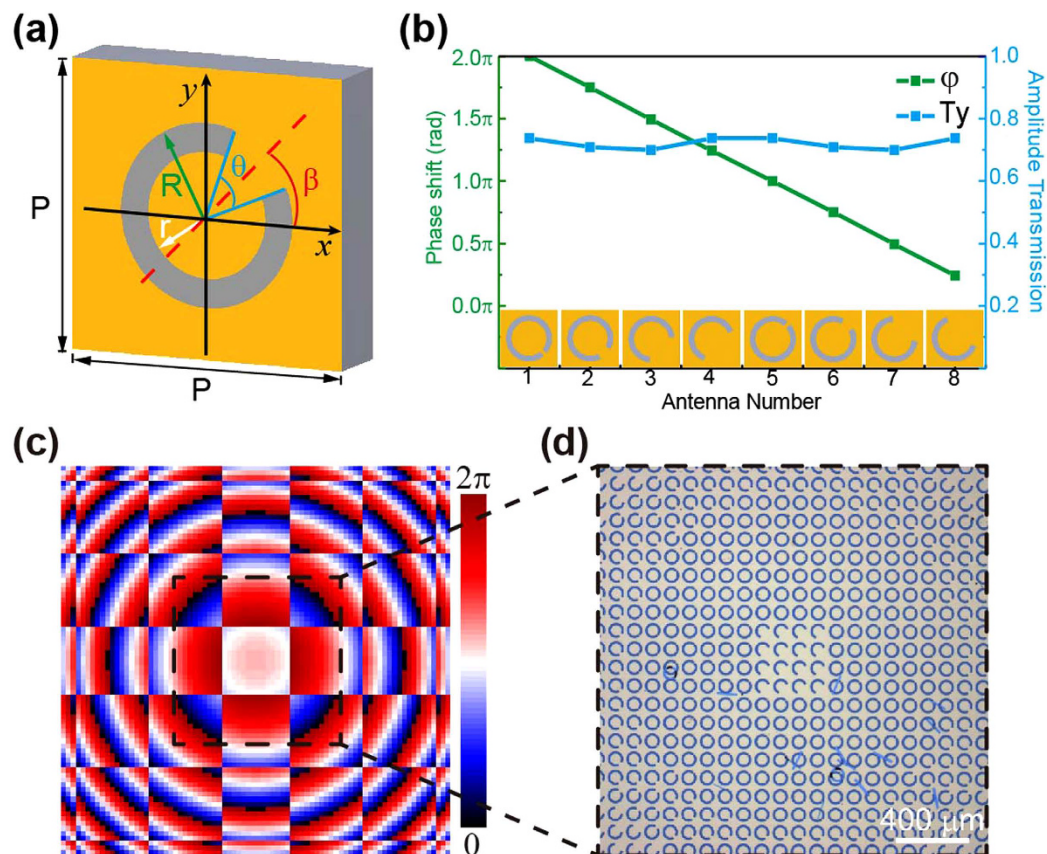 (a)
y
R
θ
β
r
x
P
P
(b)
2.0π
1.5π
1.0π
0.5π
0.0π
Phase shift (rad)
φ
Ty
1.0
0.8
0.6
0.4
0.2
Amplitude Transmission
1 2 3 4 5 6 7 8
Antenna Number
(c)
2π
0
(d)
400 μm